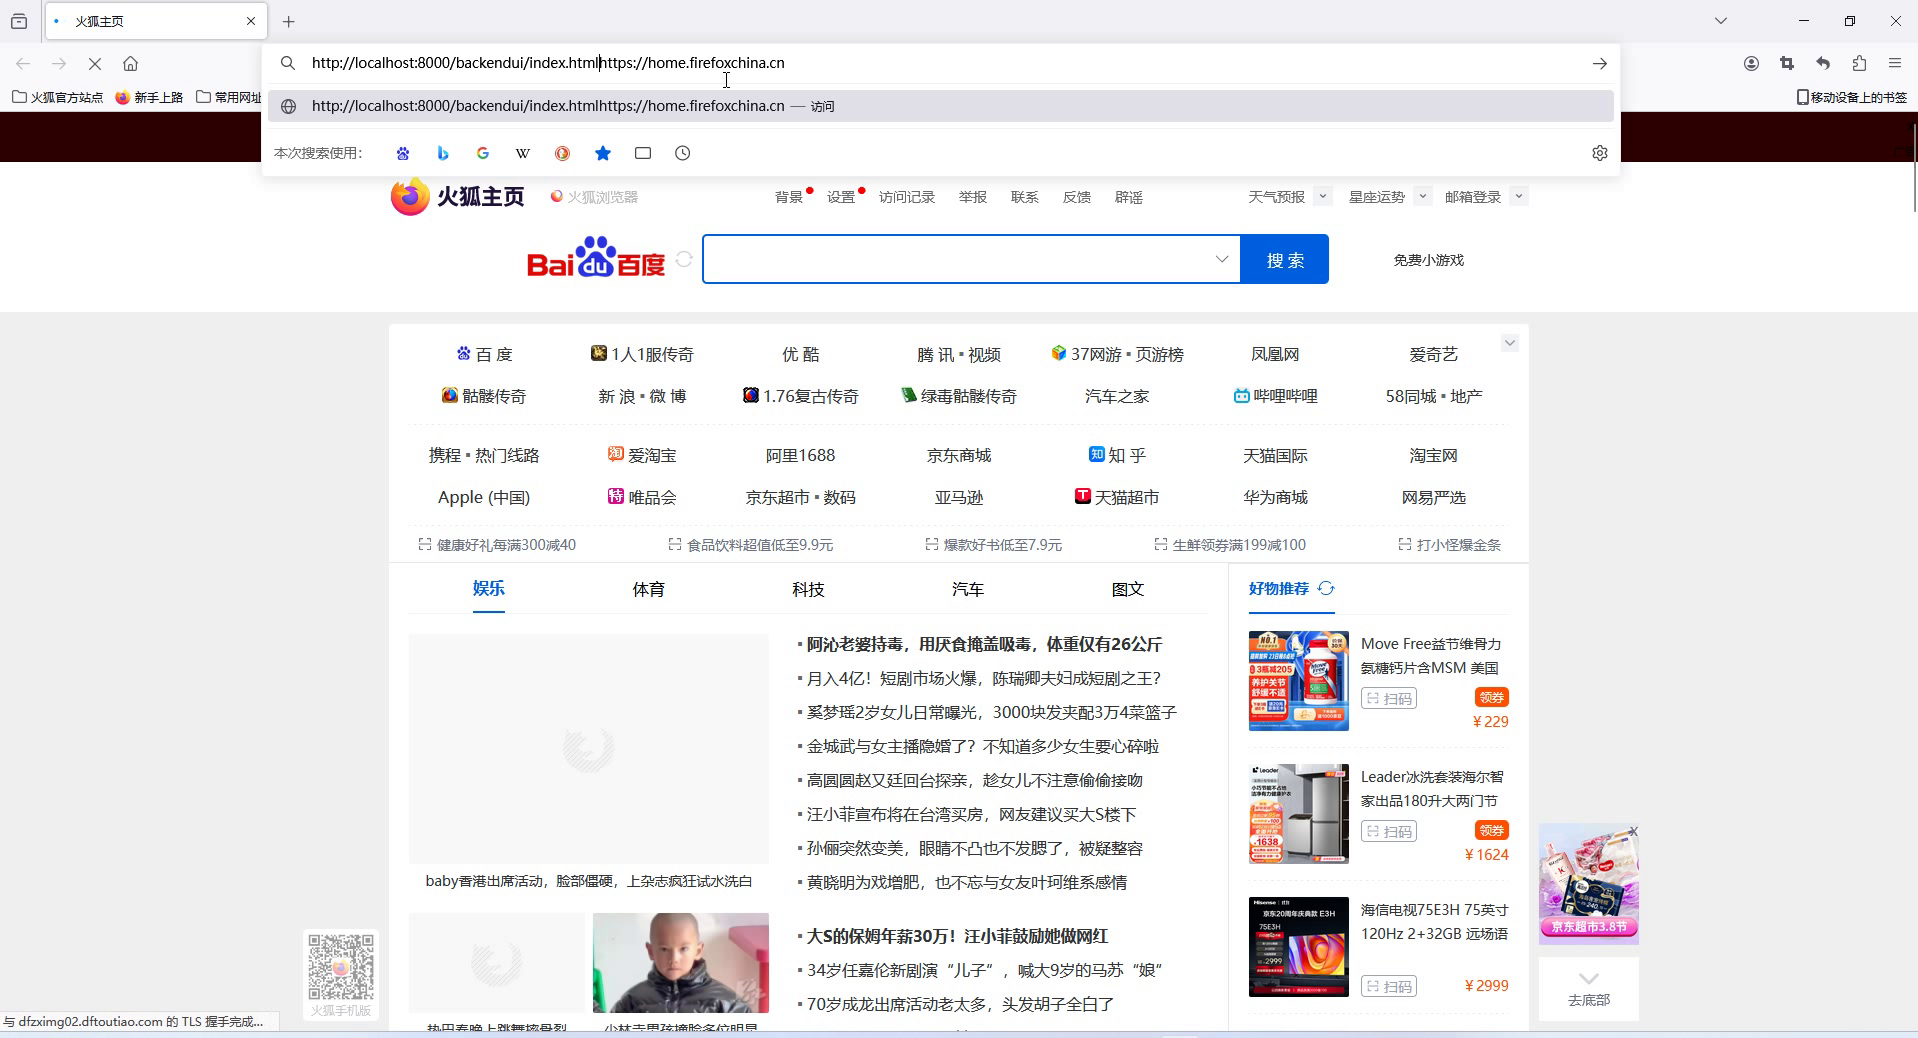 火狐主页
http://localhost:8000/backendui/index.htmlhttps://home.firefoxchina.cn
火狐官方站点 新手上路 常用网址 移动设备上的书签
http://localhost:8000/backendui/index.htmlhttps://home.firefoxchina.cn — 访问
本次搜索使用：
火狐主页 火狐浏览器 背景 设置 访问记录 举报 联系 反馈 辟谣 天气预报 星座运势 邮箱登录
Bai du 百度 搜 索 免费小游戏
百 度 1人1服传奇 优 酷 腾 讯 ▪ 视频 37网游 ▪ 页游榜 凤凰网 爱奇艺
骷髅传奇 新 浪 ▪ 微 博 1.76复古传奇 绿毒骷髅传奇 汽车之家 哔哩哔哩 58同城 ▪ 地产
携程 ▪ 热门线路 淘 爱淘宝 阿里1688 京东商城 知 知 乎 天猫国际 淘宝网
Apple (中国) 特 唯品会 京东超市 ▪ 数码 亚马逊 T 天猫超市 华为商城 网易严选
健康好礼每满300减40 食品饮料超值低至9.9元 爆款好书低至7.9元 生鲜领券满199减100 打小怪爆金条
娱乐 体育 科技 汽车 图文 好物推荐
▪ 阿沁老婆持毒，用厌食掩盖吸毒，体重仅有26公斤
▪ 月入4亿！短剧市场火爆，陈瑞卿夫妇成短剧之王？
▪ 奚梦瑶2岁女儿日常曝光，3000块发夹配3万4菜篮子
▪ 金城武与女主播隐婚了？不知道多少女生要心碎啦
▪ 高圆圆赵又廷回台探亲，趁女儿不注意偷偷接吻
▪ 汪小菲宣布将在台湾买房，网友建议买大S楼下
▪ 孙俪突然变美，眼睛不凸也不发腮了，被疑整容
▪ 黄晓明为戏增肥，也不忘与女友叶珂维系感情
baby香港出席活动，脸部僵硬，上杂志疯狂试水洗白
▪ 大S的保姆年薪30万！汪小菲鼓励她做网红
▪ 34岁任嘉伦新剧演“儿子”，喊大9岁的马苏“娘”
▪ 70岁成龙出席活动老太多，头发胡子全白了
Move Free益节维骨力
氨糖钙片含MSM 美国
扫码 领券
¥ 229
Leader冰洗套装海尔智
家出品180升大两门节
扫码 领券
¥ 1624
海信电视75E3H 75英寸
120Hz 2+32GB 远场语
扫码 ¥ 2999
NO.1
Move Free
Leader
1638
Hisense
京东20周年庆典款 E3H
75E3H
2999
京东超市3.8节
去底部
火狐手机版
与 dfzximg02.dftoutiao.com 的 TLS 握手完成...